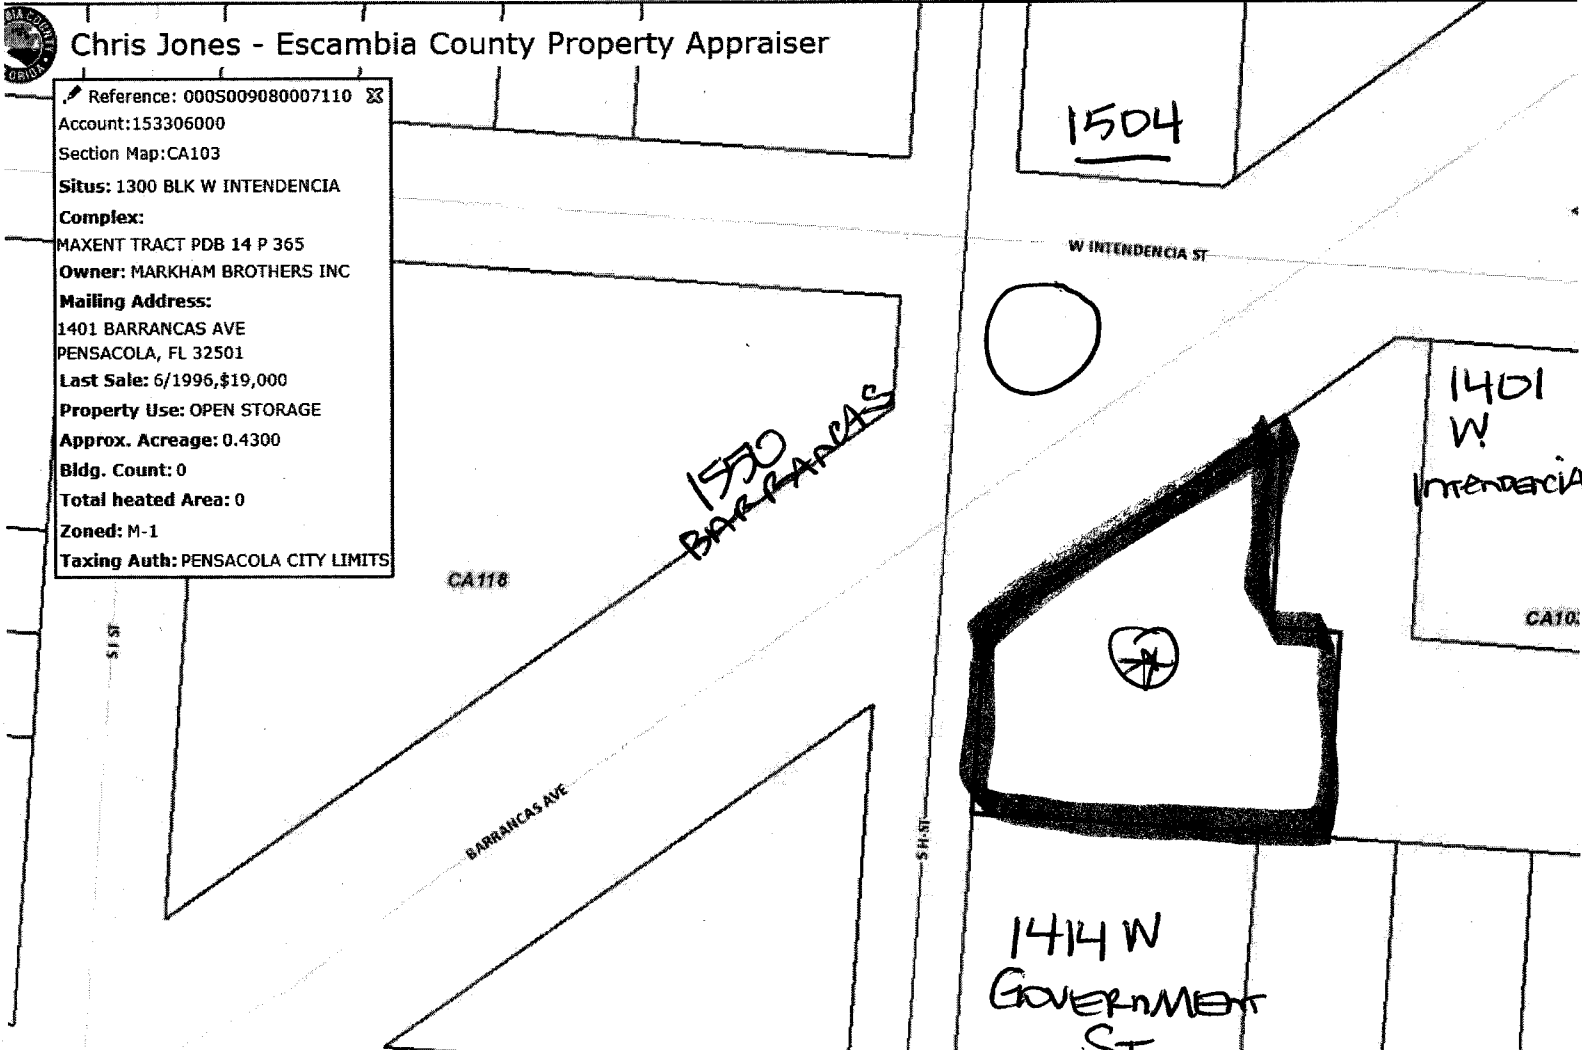 Chris Jones - Escambia County Property Appraiser
Reference: 000S009080007110
Account:153306000
Section Map:CA103
Situs: 1300 BLK W INTENDENCIA
Complex:
MAXENT TRACT PDB 14 P 365
Owner: MARKHAM BROTHERS INC
Mailing Address:
1401 BARRANCAS AVE
PENSACOLA, FL 32501
Last Sale: 6/1996,$19,000
Property Use: OPEN STORAGE
Approx. Acreage: 0.4300
Bldg. Count: 0
Total heated Area: 0
Zoned: M-1
Taxing Auth: PENSACOLA CITY LIMITS
1504
W INTENDENCIA ST
1401
W.
INTENDENCIA
1550
BARRANCAS
CA118
CA103
S I ST
BARRANCAS AVE
S H ST
1414 W
GOVERNMENT
ST